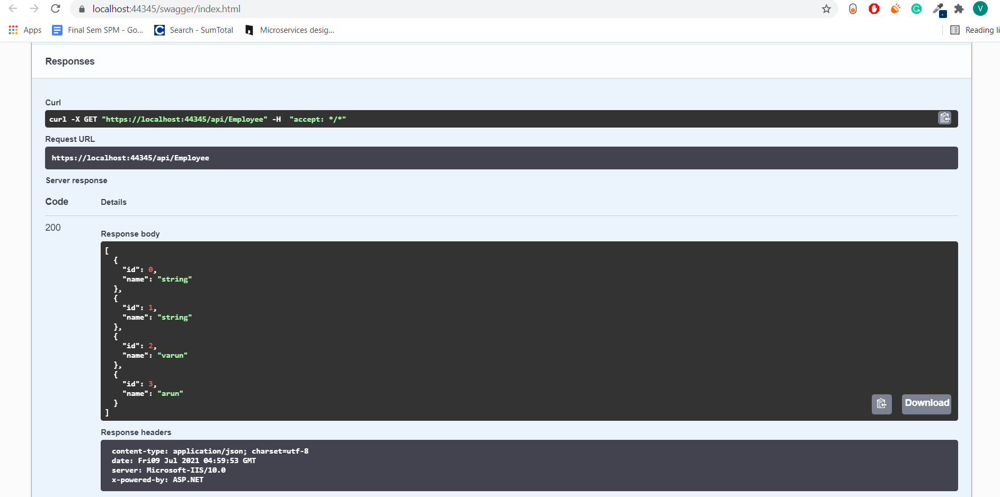 localhost:44345/swagger/index.html
V
Apps
Final Sem SPM - Go...
Search - SumTotal
Microservices desig...
Reading li
Responses
Curl
curl -X GET "https://localhost:44345/api/Employee" -H  "accept: */*"
Request URL
https://localhost:44345/api/Employee
Server response
Code Details
200
Response body
[
  {
    "id": 0,
    "name": "string"
  },
  {
    "id": 1,
    "name": "string"
  },
  {
    "id": 2,
    "name": "varun"
  },
  {
    "id": 3,
    "name": "arun"
  }
]
Download
Response headers
content-type: application/json; charset=utf-8
date: Fri09 Jul 2021 04:59:53 GMT
server: Microsoft-IIS/10.0
x-powered-by: ASP.NET